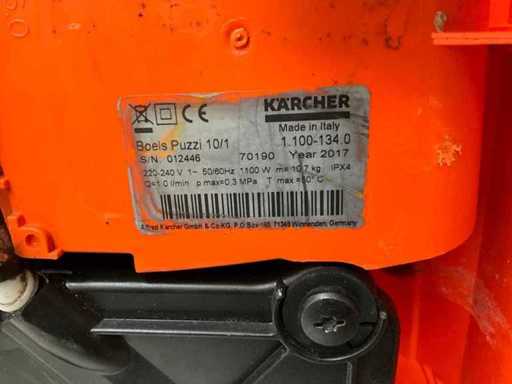 CE KÄRCHER
Made in Italy
Boels Puzzi 10/1 1.100-134.0
S/N: 012446 70190 Year 2017
220-240 V 1~ 50/60Hz 1100 W m= 10,7 kg IPX4
Q=1.0 l/min p max=0,3 MPa T max =50° C
Alfred Kärcher GmbH & Co.KG, P.O.Box 160, 71349 Winnenden, Germany